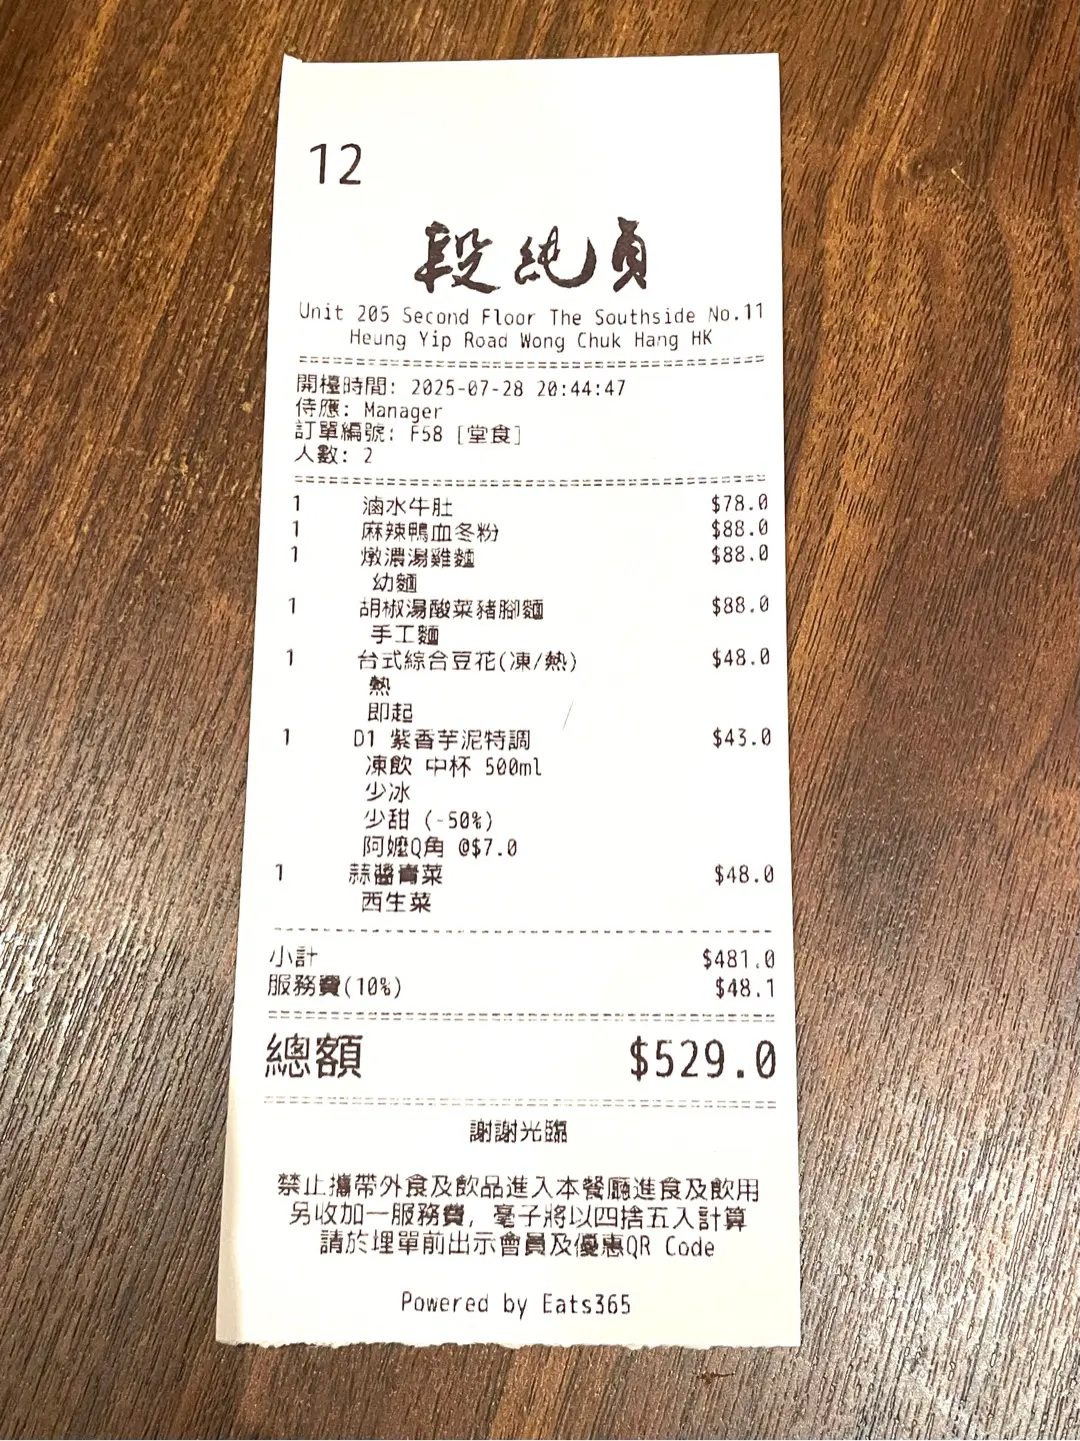 12
段純貞
Unit 205 Second Floor The Southside No.11
Heung Yip Road Wong Chuk Hang HK
開檯時間: 2025-07-28 20:44:47
侍應: Manager
訂單編號: F58 [堂食]
人數: 2
1 滷水牛肚 $78.0
1 麻辣鴨血冬粉 $88.0
1 燉濃湯雞麵 $88.0
幼麵
1 胡椒湯酸菜豬腳麵 $88.0
手工麵
1 台式綜合豆花(凍/熱) $48.0
熱
即起
1 D1 紫香芋泥特調 $43.0
凍飲 中杯 500ml
少冰
少甜 (-50%)
阿嬤Q角 @$7.0
1 蒜醬青菜 $48.0
西生菜
小計 $481.0
服務費(10%) $48.1
總額 $529.0
謝謝光臨
禁止攜帶外食及飲品進入本餐廳進食及飲用
另收加一服務費, 毫子將以四捨五入計算
請於埋單前出示會員及優惠QR Code
Powered by Eats365